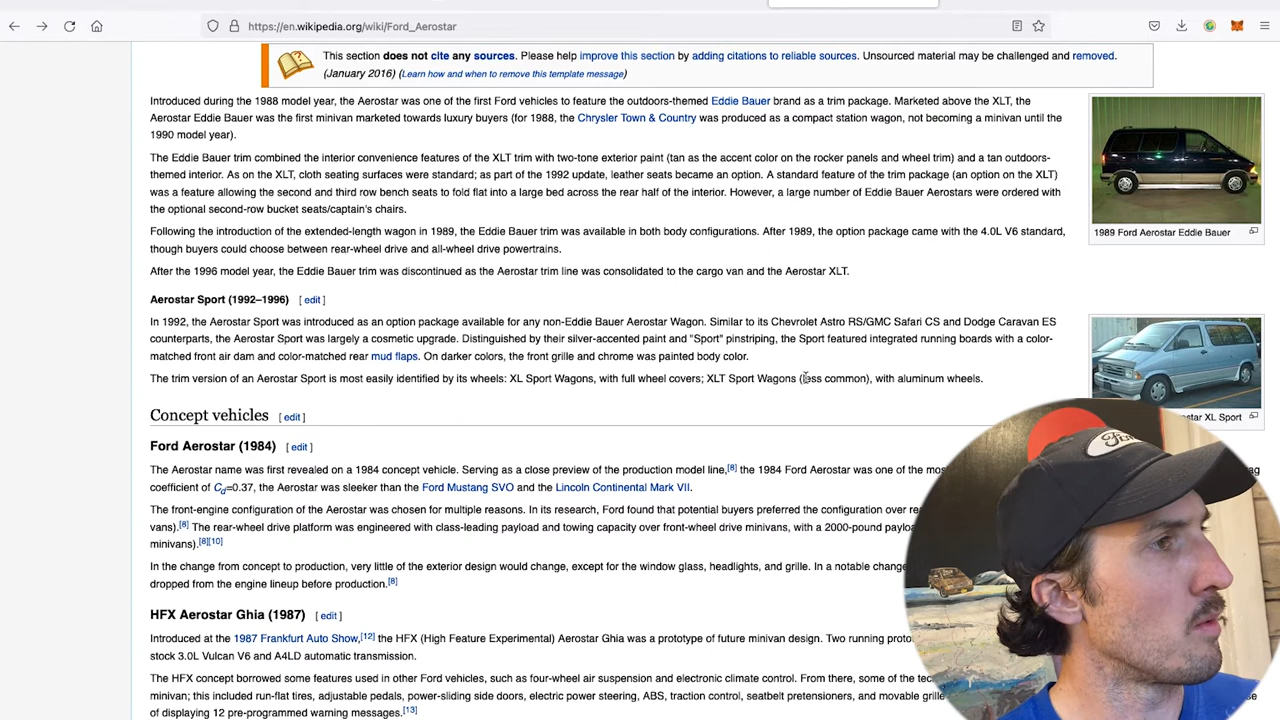 https://en.wikipedia.org/wiki/Ford_Aerostar
This section does not cite any sources. Please help improve this section by adding citations to reliable sources. Unsourced material may be challenged and removed.
(January 2016) (Learn how and when to remove this template message)
Introduced during the 1988 model year, the Aerostar was one of the first Ford vehicles to feature the outdoors-themed Eddie Bauer brand as a trim package. Marketed above the XLT, the
Aerostar Eddie Bauer was the first minivan marketed towards luxury buyers (for 1988, the Chrysler Town & Country was produced as a compact station wagon, not becoming a minivan until the
1990 model year).
The Eddie Bauer trim combined the interior convenience features of the XLT trim with two-tone exterior paint (tan as the accent color on the rocker panels and wheel trim) and a tan outdoors-
themed interior. As on the XLT, cloth seating surfaces were standard; as part of the 1992 update, leather seats became an option. A standard feature of the trim package (an option on the XLT)
was a feature allowing the second and third row bench seats to fold flat into a large bed across the rear half of the interior. However, a large number of Eddie Bauer Aerostars were ordered with
the optional second-row bucket seats/captain's chairs.
1989 Ford Aerostar Eddie Bauer
Following the introduction of the extended-length wagon in 1989, the Eddie Bauer trim was available in both body configurations. After 1989, the option package came with the 4.0L V6 standard,
though buyers could choose between rear-wheel drive and all-wheel drive powertrains.
After the 1996 model year, the Eddie Bauer trim was discontinued as the Aerostar trim line was consolidated to the cargo van and the Aerostar XLT.
Aerostar Sport (1992–1996) [ edit ]
In 1992, the Aerostar Sport was introduced as an option package available for any non-Eddie Bauer Aerostar Wagon. Similar to its Chevrolet Astro RS/GMC Safari CS and Dodge Caravan ES
counterparts, the Aerostar Sport was largely a cosmetic upgrade. Distinguished by their silver-accented paint and "Sport" pinstriping, the Sport featured integrated running boards with a color-
matched front air dam and color-matched rear mud flaps. On darker colors, the front grille and chrome was painted body color.
The trim version of an Aerostar Sport is most easily identified by its wheels: XL Sport Wagons, with full wheel covers; XLT Sport Wagons (less common), with aluminum wheels.
XL Sport
Concept vehicles [ edit ]
Ford Aerostar (1984) [ edit ]
The Aerostar name was first revealed on a 1984 concept vehicle. Serving as a close preview of the production model line,[8] the 1984 Ford Aerostar was one of the
coefficient of Cd=0.37, the Aerostar was sleeker than the Ford Mustang SVO and the Lincoln Continental Mark VII.
The front-engine configuration of the Aerostar was chosen for multiple reasons. In its research, Ford found that potential buyers preferred the configuration over
vans).[8] The rear-wheel drive platform was engineered with class-leading payload and towing capacity over front-wheel drive minivans, with a 2000-pound
minivans).[8][10]
In the change from concept to production, very little of the exterior design would change, except for the window glass, headlights, and grille. In a notable
dropped from the engine lineup before production.[8]
HFX Aerostar Ghia (1987) [ edit ]
Introduced at the 1987 Frankfurt Auto Show,[12] the HFX (High Feature Experimental) Aerostar Ghia was a prototype of future minivan design. Two running
stock 3.0L Vulcan V6 and A4LD automatic transmission.
The HFX concept borrowed some features used in other Ford vehicles, such as four-wheel air suspension and electronic climate control. From there, some of the
minivan; this included run-flat tires, adjustable pedals, power-sliding side doors, electric power steering, ABS, traction control, seatbelt pretensioners, and movable grille
of displaying 12 pre-programmed warning messages.[13]
Ford